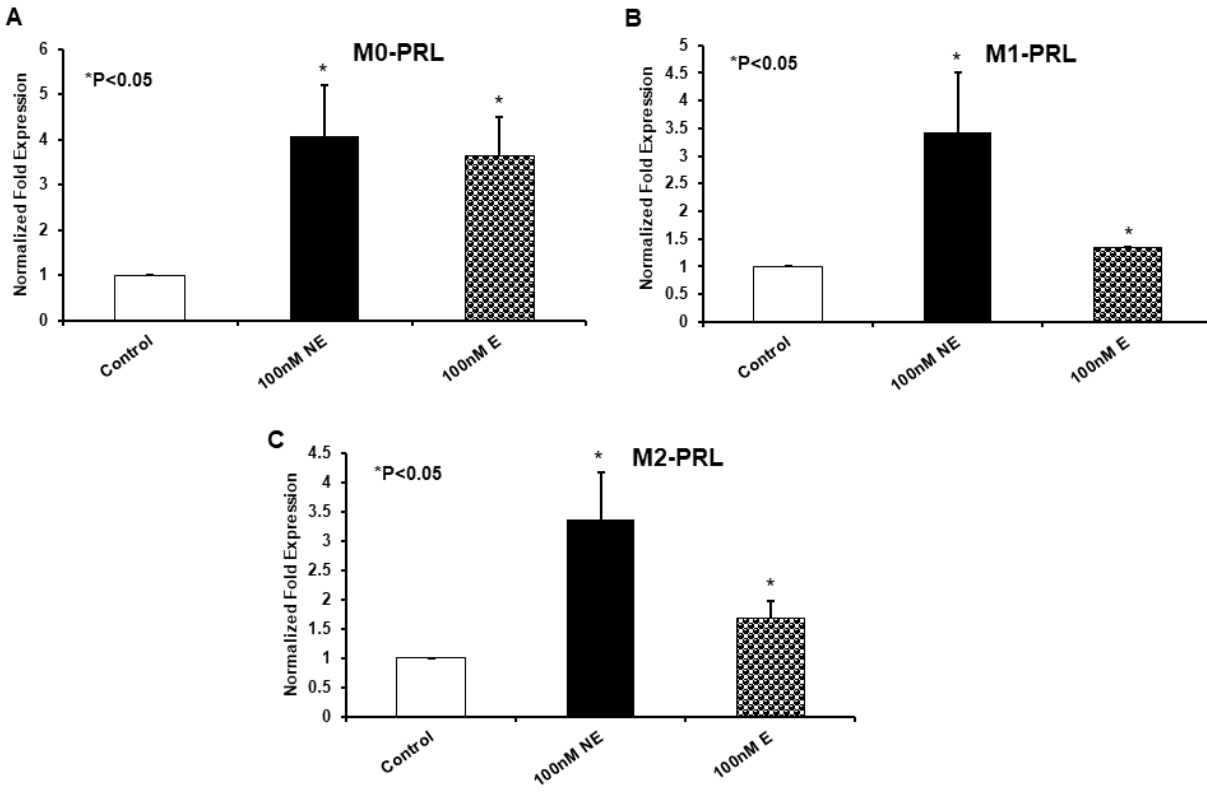 A
M0-PRL
*P<0.05
Normalized Fold Expression
6
5
4
3
2
1
0
*
*
Control
100nM NE
100nM E
B
M1-PRL
*P<0.05
Normalized Fold Expression
5
4.5
4
3.5
3
2.5
2
1.5
1
0.5
0
*
*
Control
100nM NE
100nM E
C
M2-PRL
*P<0.05
Normalized Fold Expression
4.5
4
3.5
3
2.5
2
1.5
1
0.5
0
*
*
Control
100nM NE
100nM E